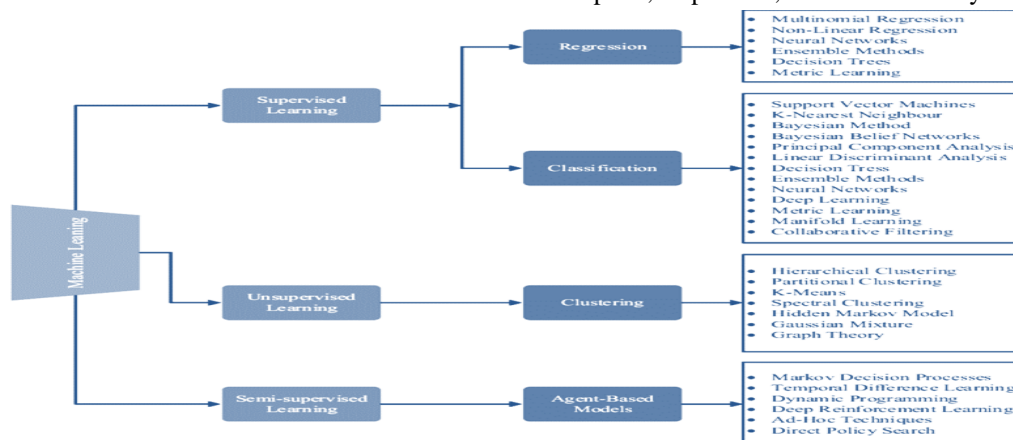 Machine Leaning
Supervised
Learning
Unsupervised
Learning
Semi-supervised
Learning
Regression
Classification
Clustering
Agent-Based
Models
• Multinomial Regression
• Non-Linear Regression
• Neural Networks
• Ensemble Methods
• Decision Trees
• Metric Learning
• Support Vector Machines
• K-Nearest Neighbour
• Bayesian Method
• Bayesian Belief Networks
• Principal Component Analysis
• Linear Discriminant Analysis
• Decision Tress
• Ensemble Methods
• Neural Networks
• Deep Learning
• Metric Learning
• Manifold Learning
• Collaborative Filtering
• Hierarchical Clustering
• Partitional Clustering
• K-Means
• Spectral Clustering
• Hidden Markov Model
• Gaussian Mixture
• Graph Theory
• Markov Decision Processes
• Temporal Difference Learning
• Dynamic Programming
• Deep Reinforcement Learning
• Ad-Hoc Techniques
• Direct Policy Search